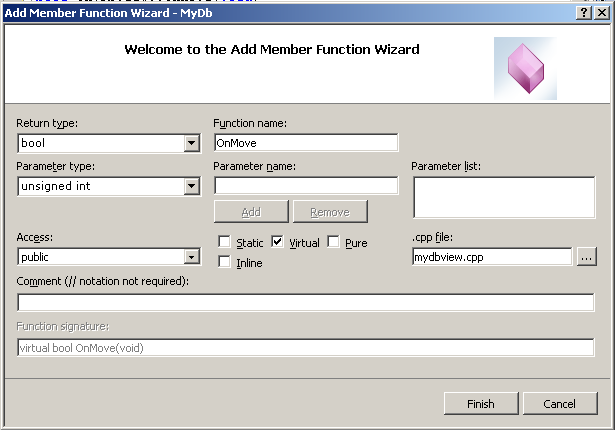 Add Member Function Wizard - MyDb
Welcome to the Add Member Function Wizard
Return type: Function name:
bool OnMove
Parameter type: Parameter name: Parameter list:
unsigned int
Add Remove
Access: Static Virtual Pure .cpp file:
public Inline mydbview.cpp ...
Comment (// notation not required):
Function signature:
virtual bool OnMove(void)
Finish Cancel